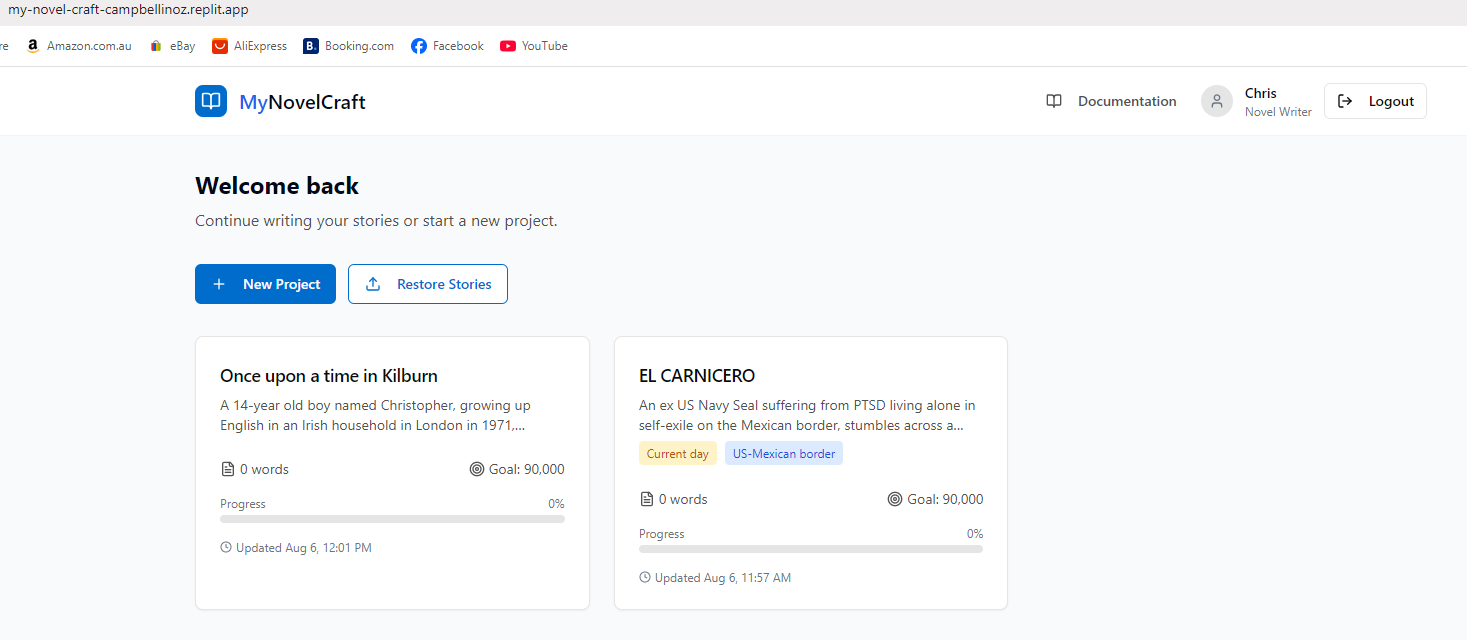 my-novel-craft-campbellinoz.replit.app
re Amazon.com.au eBay AliExpress B. Booking.com Facebook YouTube
MyNovelCraft
Documentation
Chris
Novel Writer
Logout
Welcome back
Continue writing your stories or start a new project.
New Project
Restore Stories
Once upon a time in Kilburn
A 14-year old boy named Christopher, growing up
English in an Irish household in London in 1971,...
0 words
Goal: 90,000
Progress
0%
Updated Aug 6, 12:01 PM
EL CARNICERO
An ex US Navy Seal suffering from PTSD living alone in
self-exile on the Mexican border, stumbles across a...
Current day
US-Mexican border
0 words
Goal: 90,000
Progress
0%
Updated Aug 6, 11:57 AM